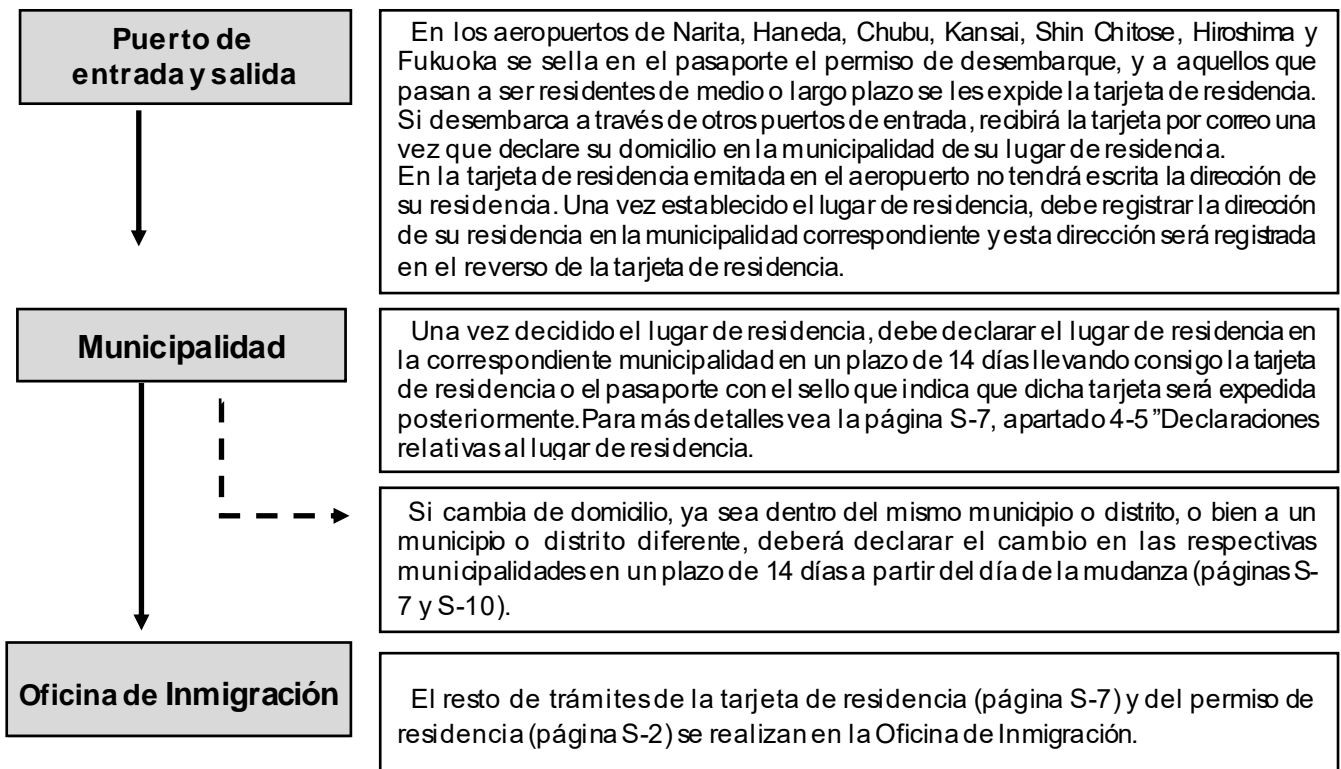 Puerto de
entrada y salida
En los aeropuertos de Narita, Haneda, Chubu, Kansai, Shin Chitose, Hiroshima y
Fukuoka se sella en el pasaporte el permiso de desembarque, y a aquellos que
pasan a ser residentes de medio o largo plazo se les expide la tarjeta de residencia.
Si desembarca a través de otros puertos de entrada, recibirá la tarjeta por correo una
vez que declare su domicilio en la municipalidad de su lugar de residencia.
En la tarjeta de residencia emitada en el aeropuerto no tendrá escrita la dirección de
su residencia. Una vez establecido el lugar de residencia, debe registrar la dirección
de su residencia en la municipalidad correspondiente y esta dirección será registrada
en el reverso de la tarjeta de residencia.
Municipalidad
Una vez decidido el lugar de residencia, debe declarar el lugar de residencia en
la correspondiente municipalidad en un plazo de 14 días llevando consigo la tarjeta
de residencia o el pasaporte con el sello que indica que dicha tarjeta será expedida
posteriormente. Para más detalles vea la página S-7, apartado 4-5 ”Declaraciones
relativas al lugar de residencia.
Si cambia de domicilio, ya sea dentro del mismo municipio o distrito, o bien a un
municipio o distrito diferente, deberá declarar el cambio en las respectivas
municipalidades en un plazo de 14 días a partir del día de la mudanza (páginas S-
7 y S-10).
Oficina de Inmigración
El resto de trámites de la tarjeta de residencia (página S-7) y del permiso de
residencia (página S-2) se realizan en la Oficina de Inmigración.